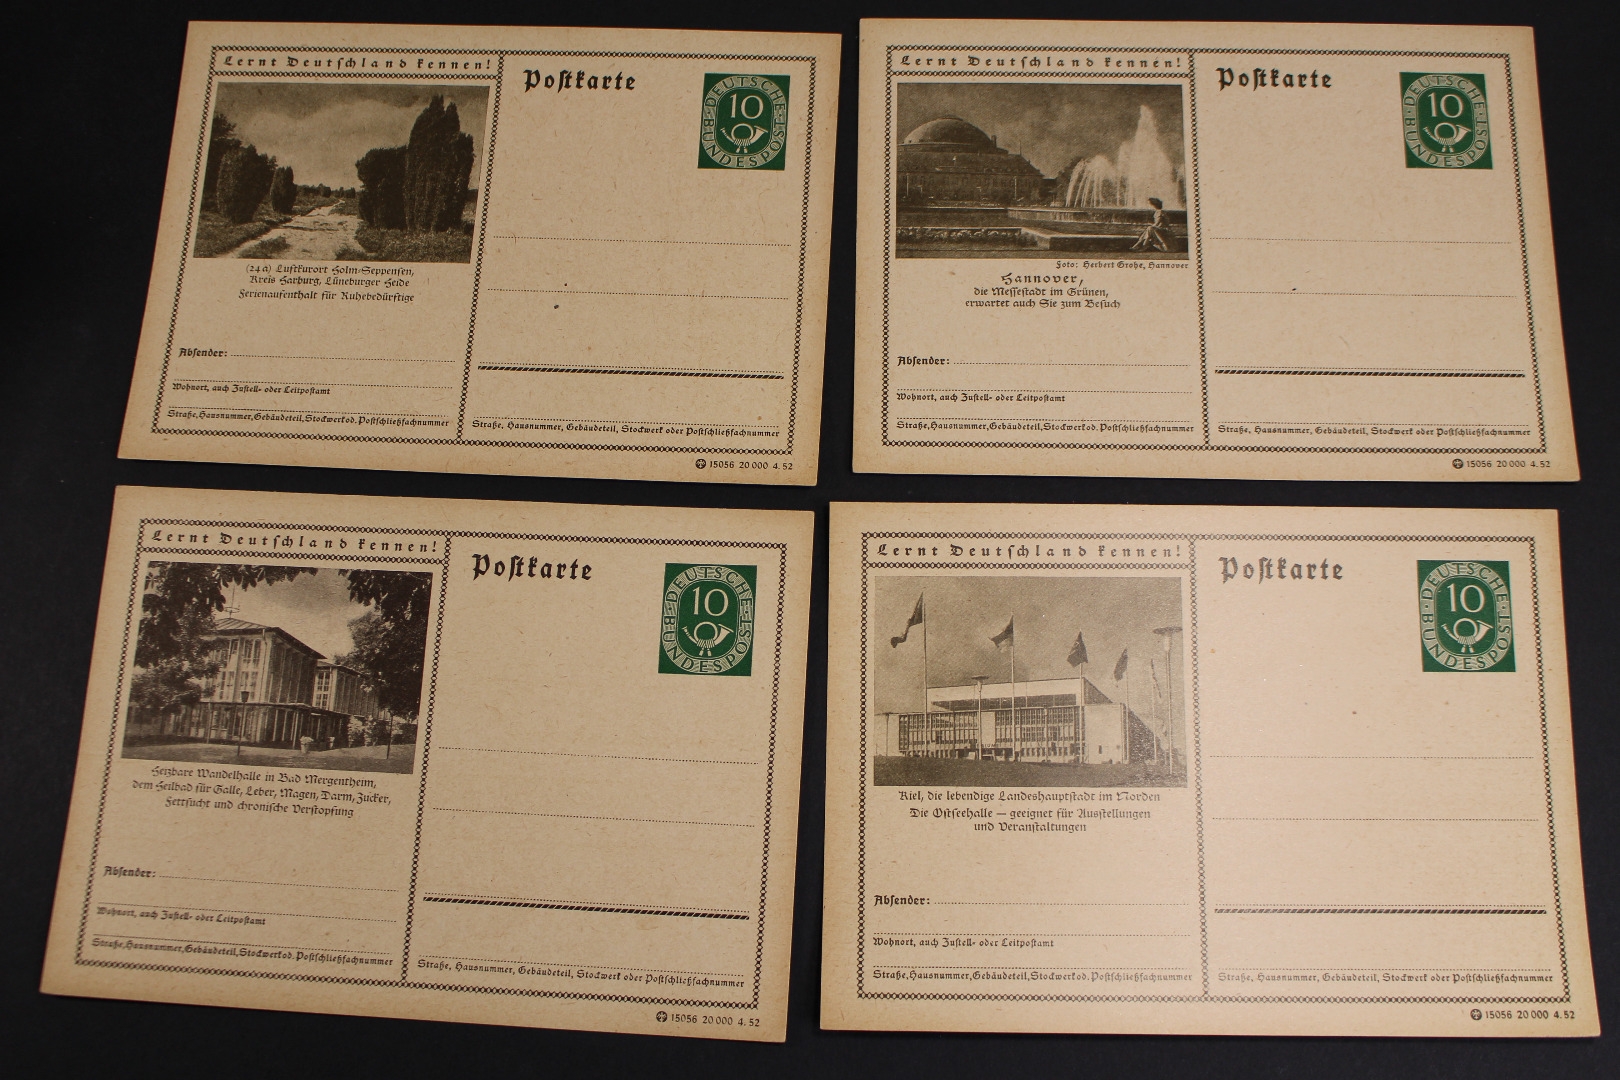 Lernt Deutschland kennen!
Postkarte
DEUTSCHE BUNDESPOST
10
(24a) Luftkurort Holm-Seppensen,
Kreis Harburg, Lüneburger Heide
Ferienaufenthalt für Ruhebedürftige
Absender:
Wohnort, auch Zustell- oder Leitpostamt
Straße, Hausnummer, Gebäudeteil, Stockwerk od. Postschließfachnummer
Straße, Hausnummer, Gebäudeteil, Stockwerk oder Postschließfachnummer
15056 20 000 4.52
Lernt Deutschland kennen!
Postkarte
DEUTSCHE BUNDESPOST
10
Foto: Herbert Grohe, Hannover
Hannover,
die Messestadt im Grünen,
erwartet auch Sie zum Besuch
Absender:
Wohnort, auch Zustell- oder Leitpostamt
Straße, Hausnummer, Gebäudeteil, Stockwerk od. Postschließfachnummer
Straße, Hausnummer, Gebäudeteil, Stockwerk oder Postschließfachnummer
15056 20 000 4.52
Lernt Deutschland kennen!
Postkarte
DEUTSCHE BUNDESPOST
10
Heizbare Wandelhalle in Bad Mergentheim,
dem Heilbad für Galle, Leber, Magen, Darm, Zucker,
Fettsucht und chronische Verstopfung
Absender:
Wohnort, auch Zustell- oder Leitpostamt
Straße, Hausnummer, Gebäudeteil, Stockwerk od. Postschließfachnummer
Straße, Hausnummer, Gebäudeteil, Stockwerk oder Postschließfachnummer
15056 20 000 4.52
Lernt Deutschland kennen!
Postkarte
DEUTSCHE BUNDESPOST
10
Kiel, die lebendige Landeshauptstadt im Norden
Die Ostseehalle — geeignet für Ausstellungen
und Veranstaltungen
Absender:
Wohnort, auch Zustell- oder Leitpostamt
Straße, Hausnummer, Gebäudeteil, Stockwerk od. Postschließfachnummer
Straße, Hausnummer, Gebäudeteil, Stockwerk oder Postschließfachnummer
15056 20 000 4.52